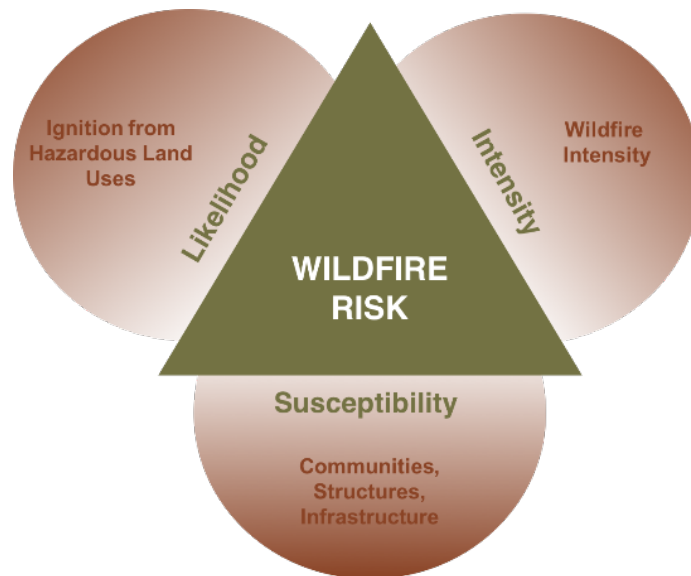 Ignition from
Hazardous Land
Uses
Likelihood
Intensity
Wildfire
Intensity
WILDFIRE
RISK
Susceptibility
Communities,
Structures,
Infrastructure